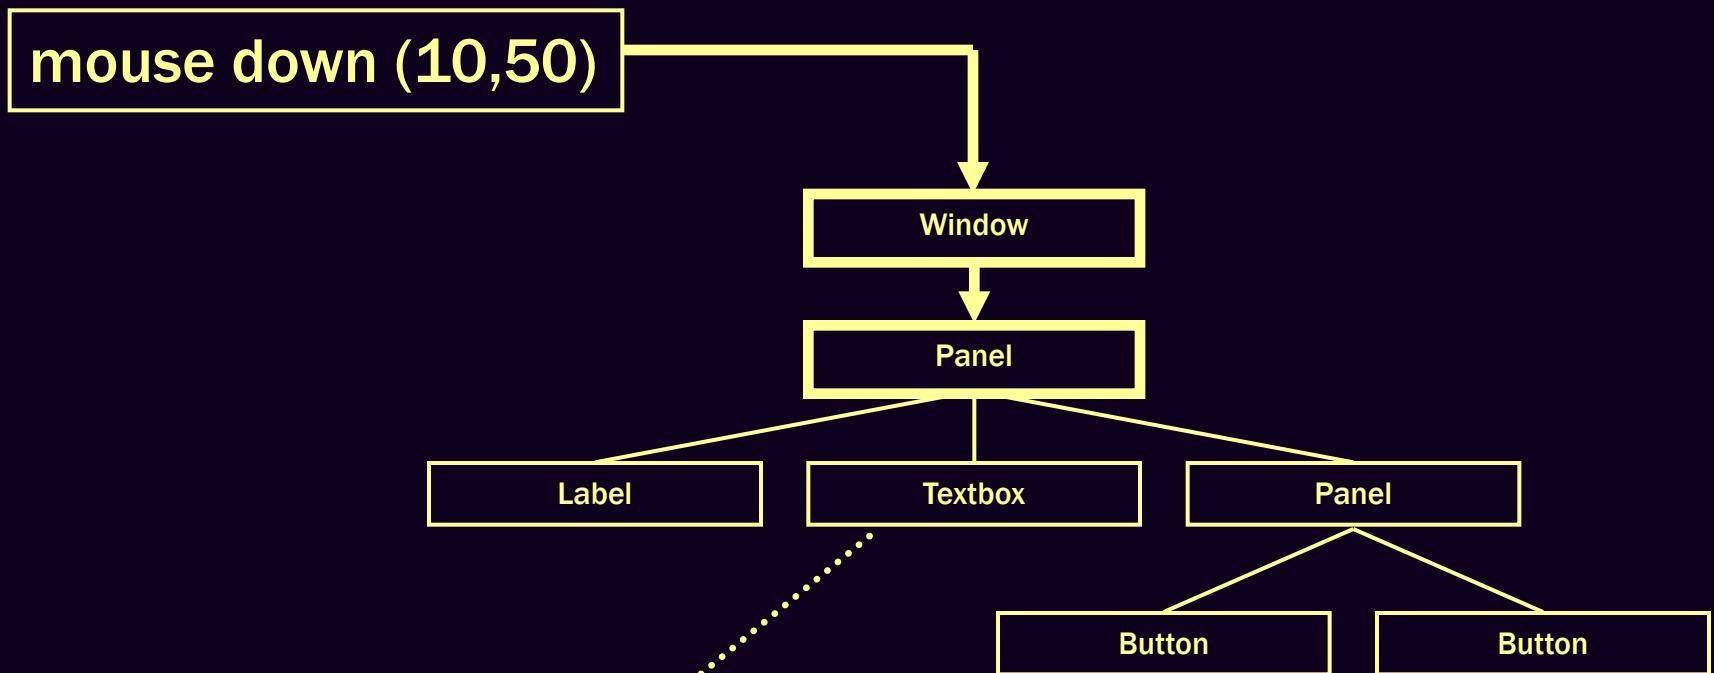 mouse down (10,50)
Window
Panel
Label
Textbox
Panel
Button
Button